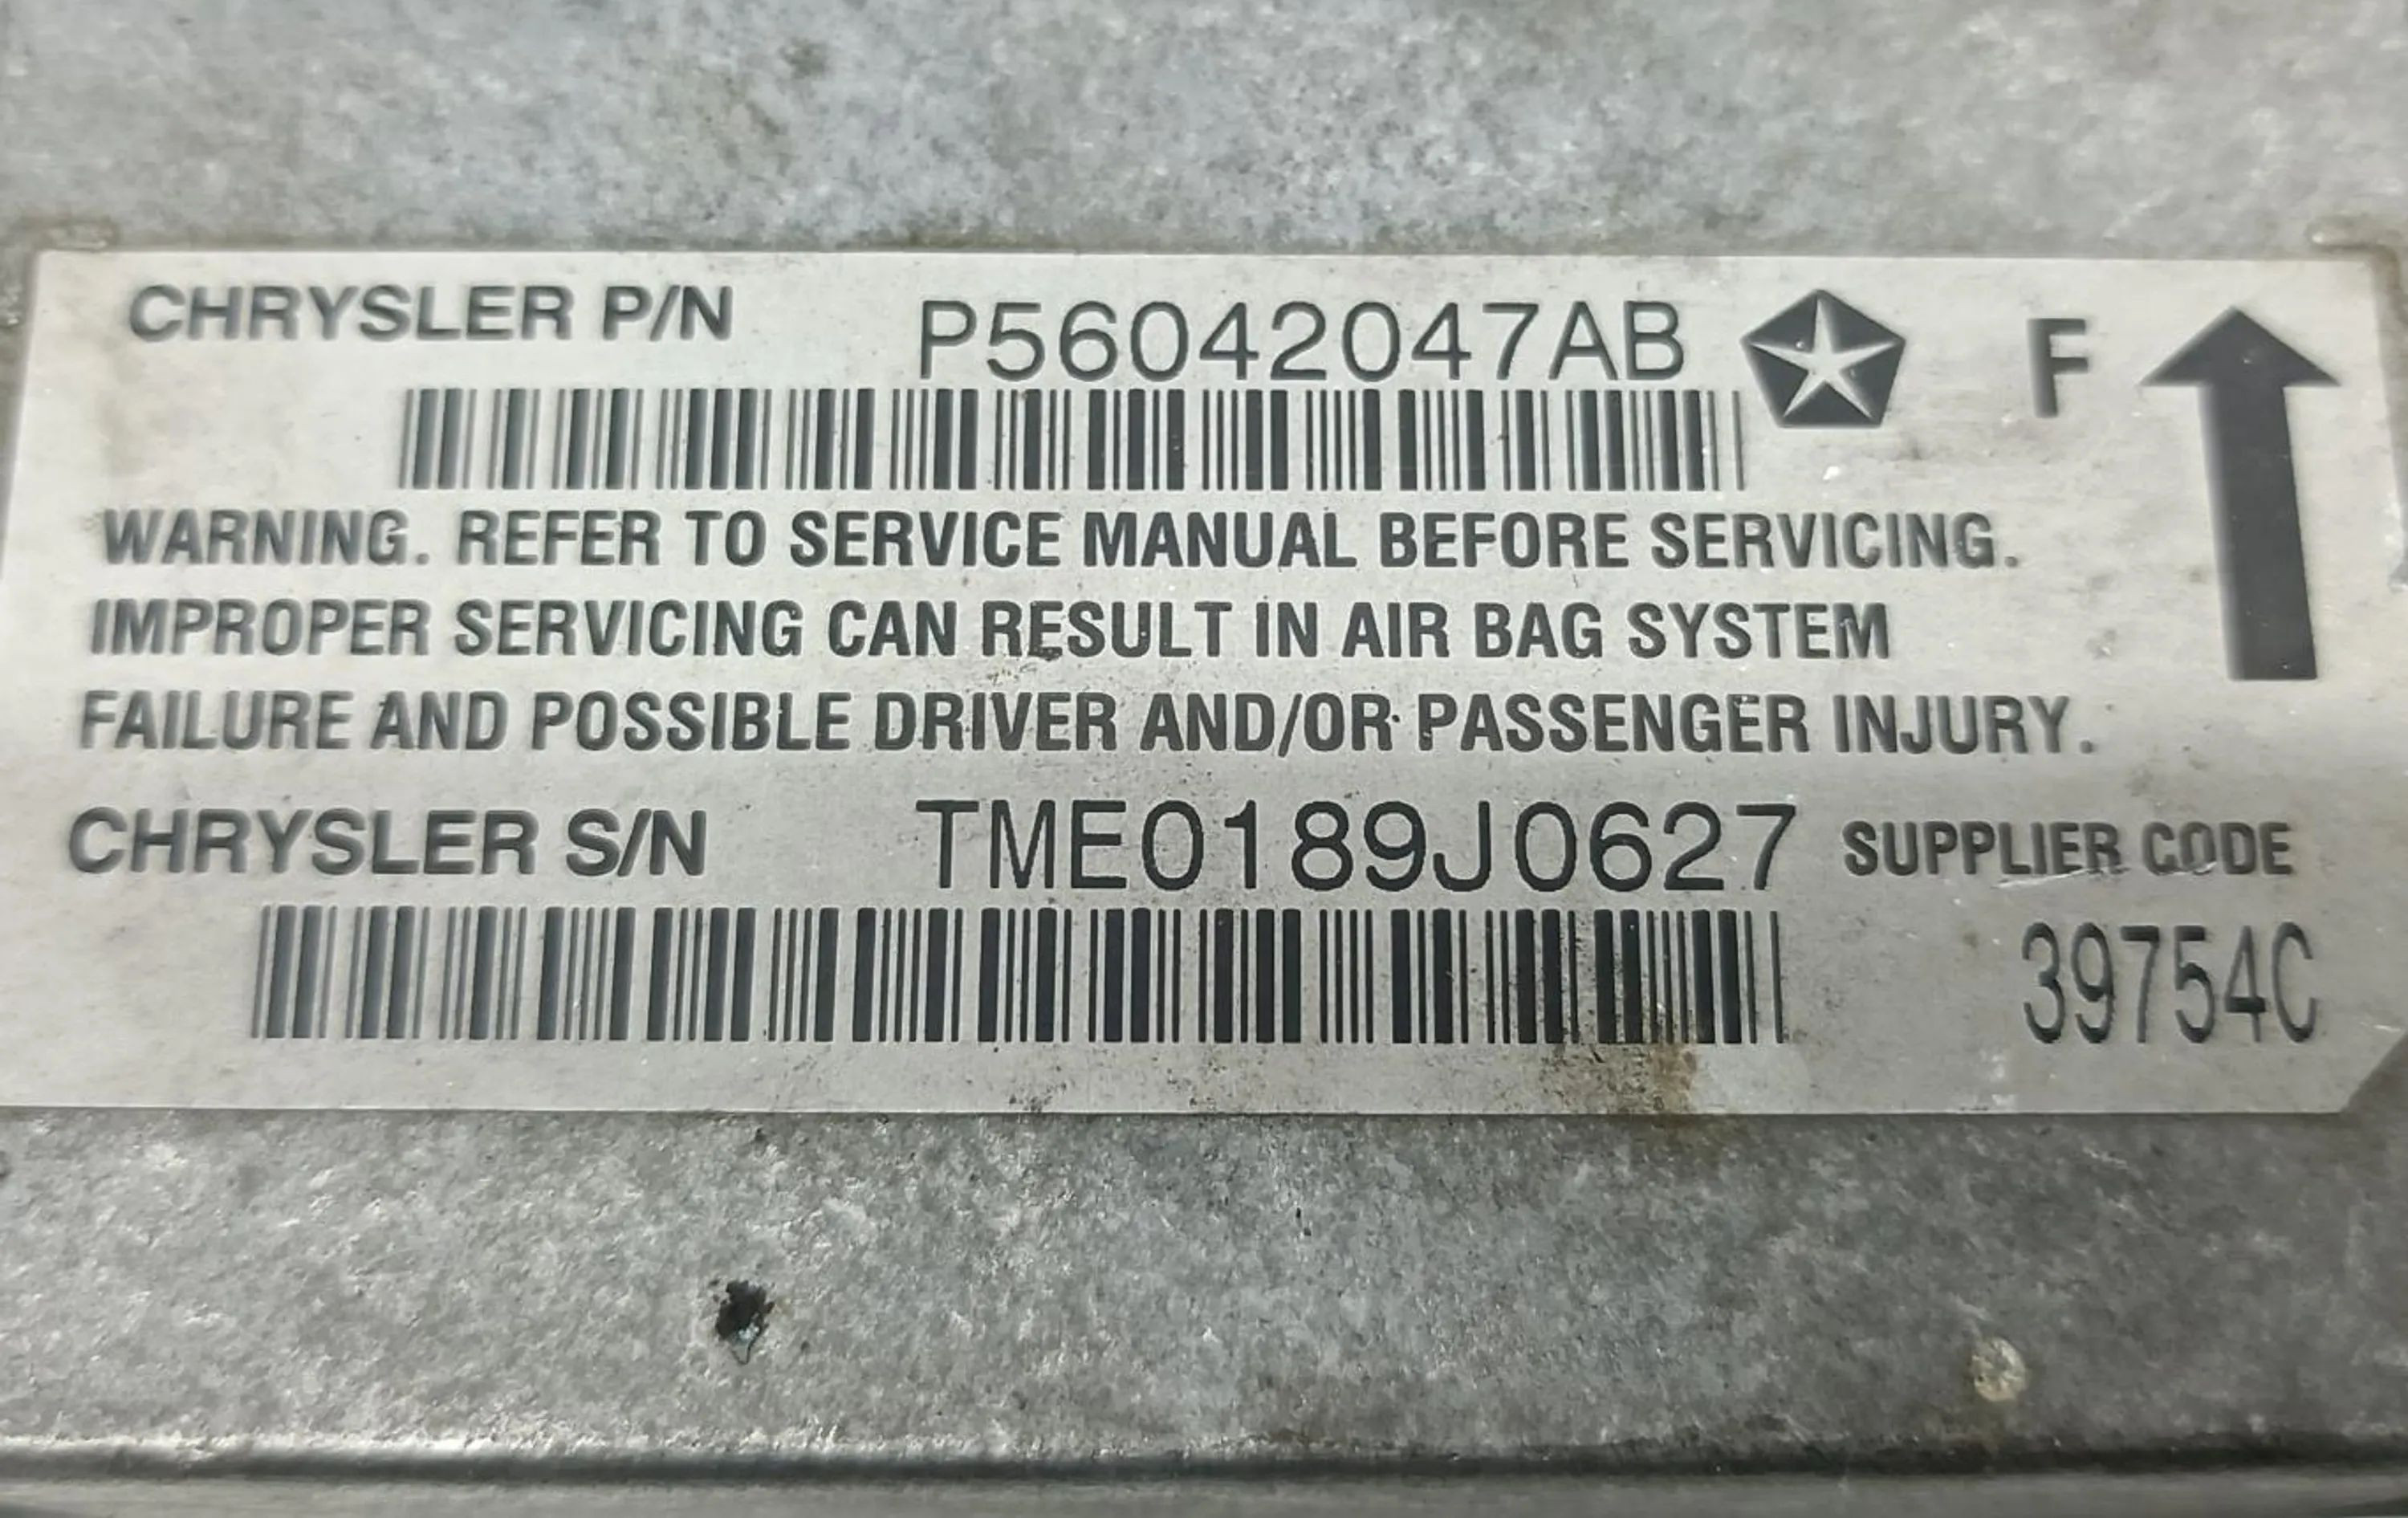 CHRYSLER P/N P56042047AB F
WARNING. REFER TO SERVICE MANUAL BEFORE SERVICING.
IMPROPER SERVICING CAN RESULT IN AIR BAG SYSTEM
FAILURE AND POSSIBLE DRIVER AND/OR PASSENGER INJURY.
CHRYSLER S/N TME0189J0627 SUPPLIER CODE
39754C